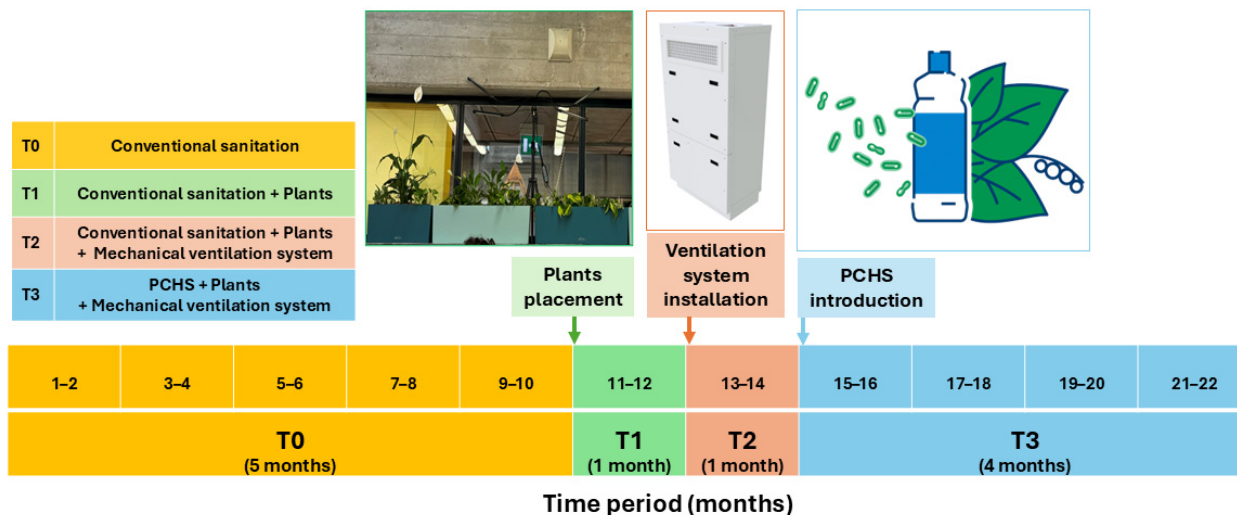 T0 Conventional sanitation
T1 Conventional sanitation + Plants
T2 Conventional sanitation + Plants
+ Mechanical ventilation system
T3 PCHS + Plants
+ Mechanical ventilation system
Plants
placement
Ventilation
system
installation
PCHS
introduction
1–2 3–4 5–6 7–8 9–10 11–12 13–14 15–16 17–18 19–20 21–22
T0 T1 T2 T3
(5 months) (1 month) (1 month) (4 months)
Time period (months)